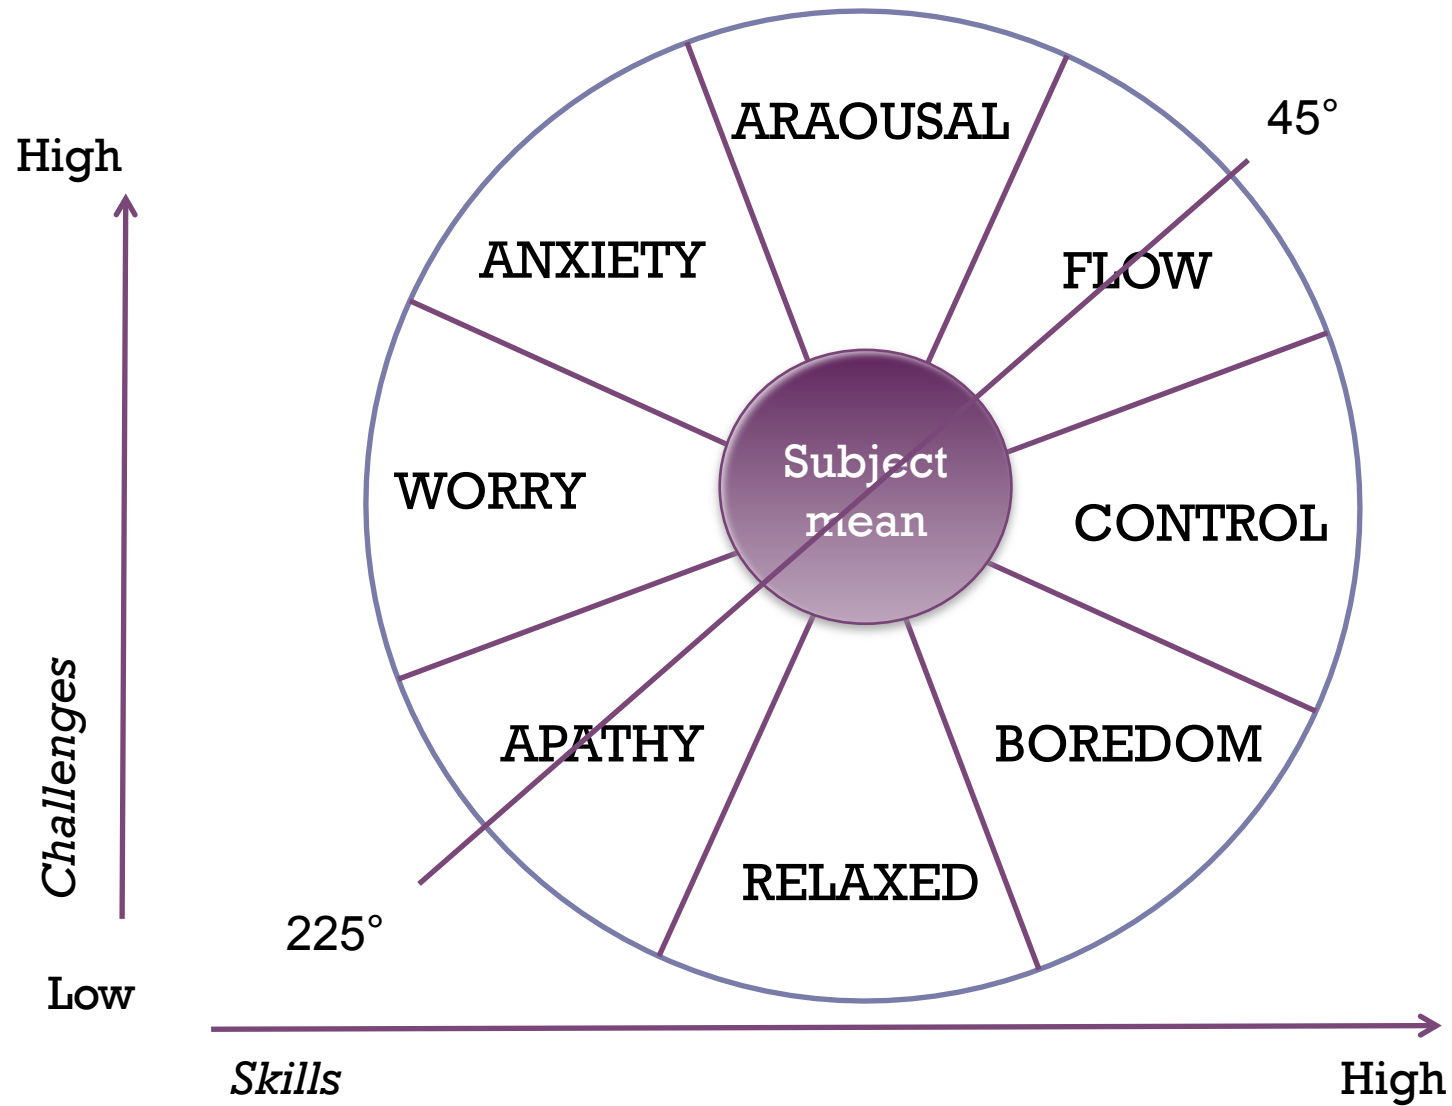 ARAOUSAL
45°
High
ANXIETY
FLOW
Subject
mean
WORRY
CONTROL
Challenges
APATHY
BOREDOM
RELAXED
225°
Low
Skills
High